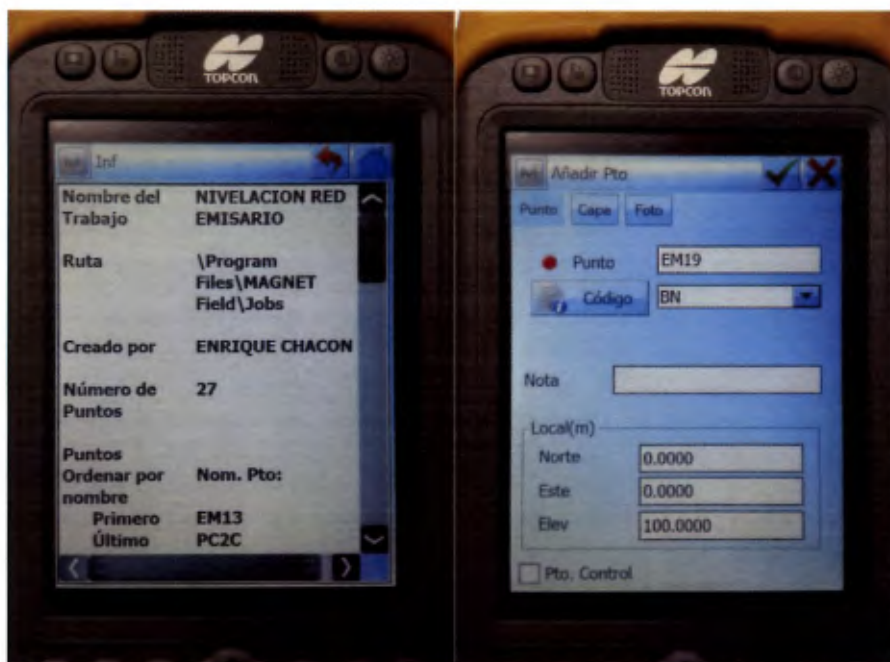 TOPCON
Inf
Nombre del Trabajo NIVELACION RED EMISARIO
Ruta \Program Files\MAGNET Field\Jobs
Creado por ENRIQUE CHACON
Número de Puntos 27
Puntos
Ordenar por nombre Nom. Pto:
Primero EM13
Último PC2C
TOPCON
Añadir Pto
Punto Capa Foto
Punto EM19
Código BN
Nota
Local(m)
Norte 0.0000
Este 0.0000
Elev 100.0000
Pto. Control